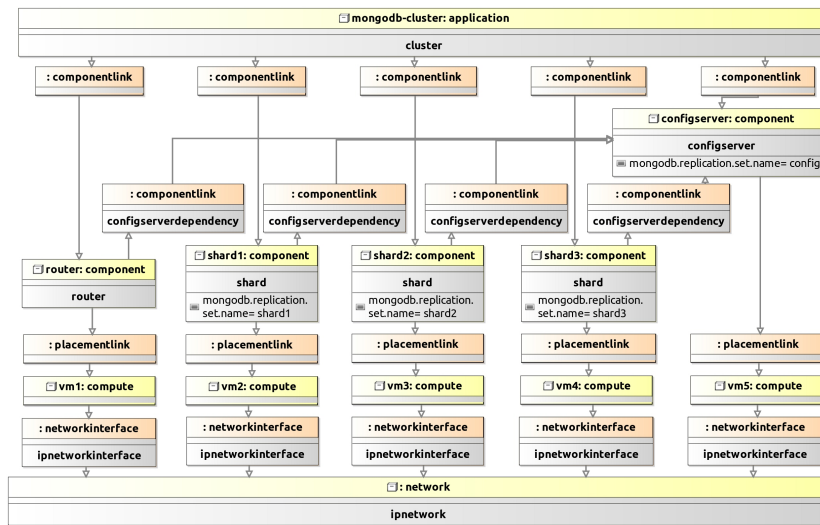 mongodb-cluster: application
cluster
: componentlink
: componentlink
: componentlink
: componentlink
: componentlink
configserver: component
configserver
mongodb.replication.set.name= config
: componentlink
: componentlink
: componentlink
: componentlink
configserverdependency
configserverdependency
configserverdependency
configserverdependency
router: component
router
shard1: component
shard
mongodb.replication.
set.name= shard1
shard2: component
shard
mongodb.replication.
set.name= shard2
shard3: component
shard
mongodb.replication.
set.name= shard3
: placementlink
: placementlink
: placementlink
: placementlink
: placementlink
vm1: compute
vm2: compute
vm3: compute
vm4: compute
vm5: compute
: networkinterface
: networkinterface
: networkinterface
: networkinterface
: networkinterface
ipnetworkinterface
ipnetworkinterface
ipnetworkinterface
ipnetworkinterface
ipnetworkinterface
: network
ipnetwork